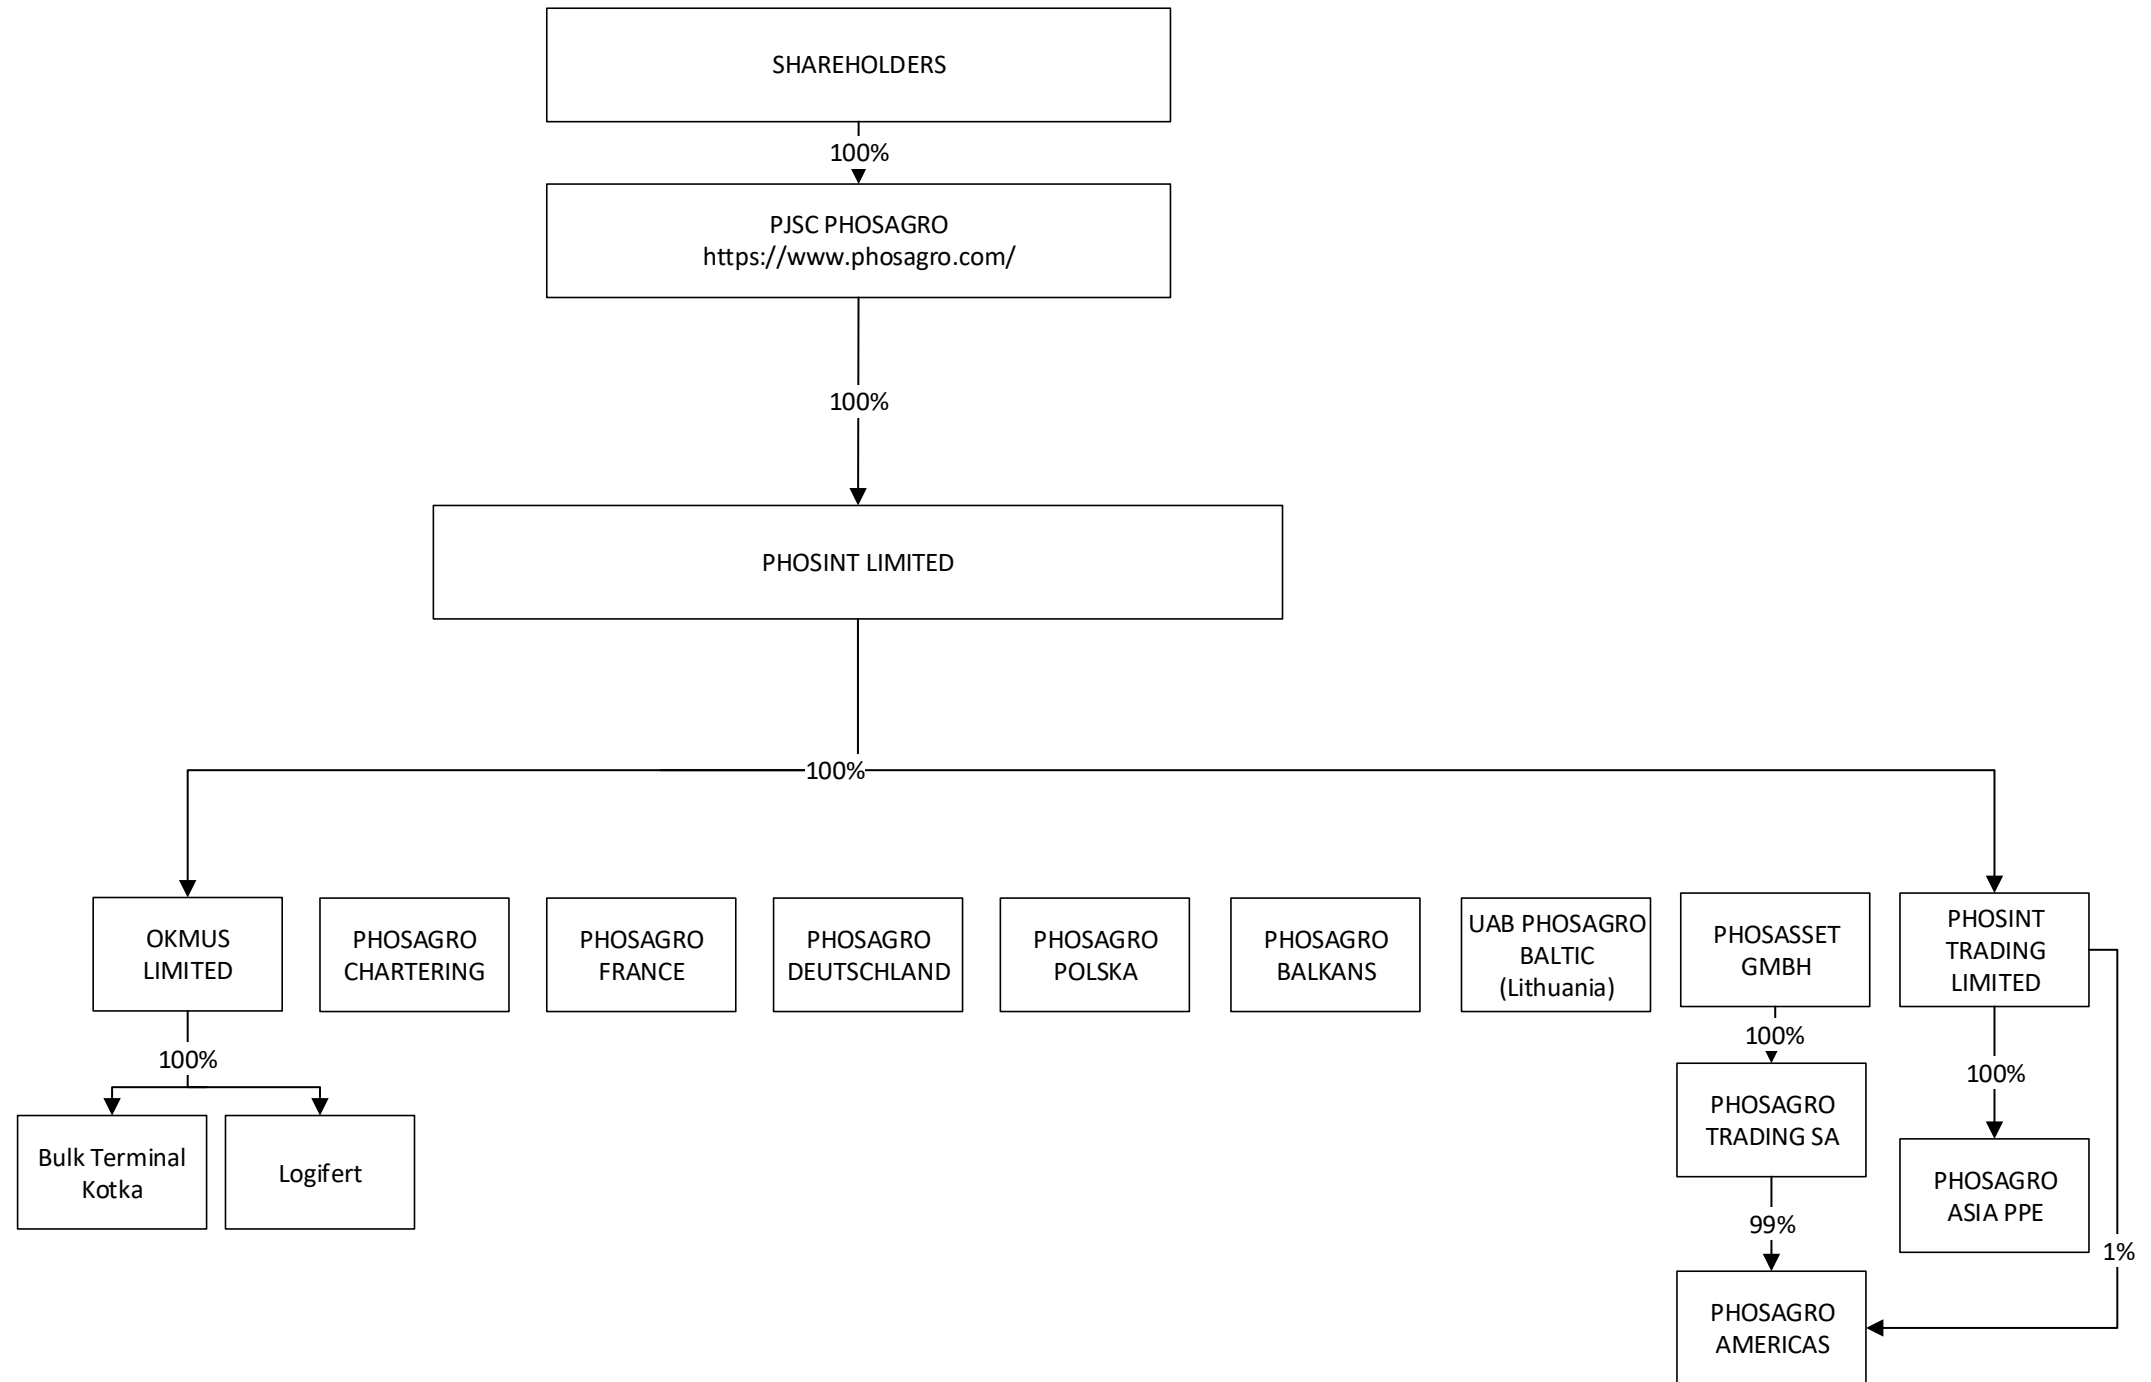 SHAREHOLDERS
100%
PJSC PHOSAGRO
https://www.phosagro.com/
100%
PHOSINT LIMITED
100%
OKMUS
LIMITED
PHOSAGRO
CHARTERING
PHOSAGRO
FRANCE
PHOSAGRO
DEUTSCHLAND
PHOSAGRO
POLSKA
PHOSAGRO
BALKANS
UAB PHOSAGRO
BALTIC
(Lithuania)
PHOSASSET
GMBH
PHOSINT
TRADING
LIMITED
100%
100%
100%
Bulk Terminal
Kotka
Logifert
PHOSAGRO
TRADING SA
PHOSAGRO
ASIA PPE
99%
1%
PHOSAGRO
AMERICAS